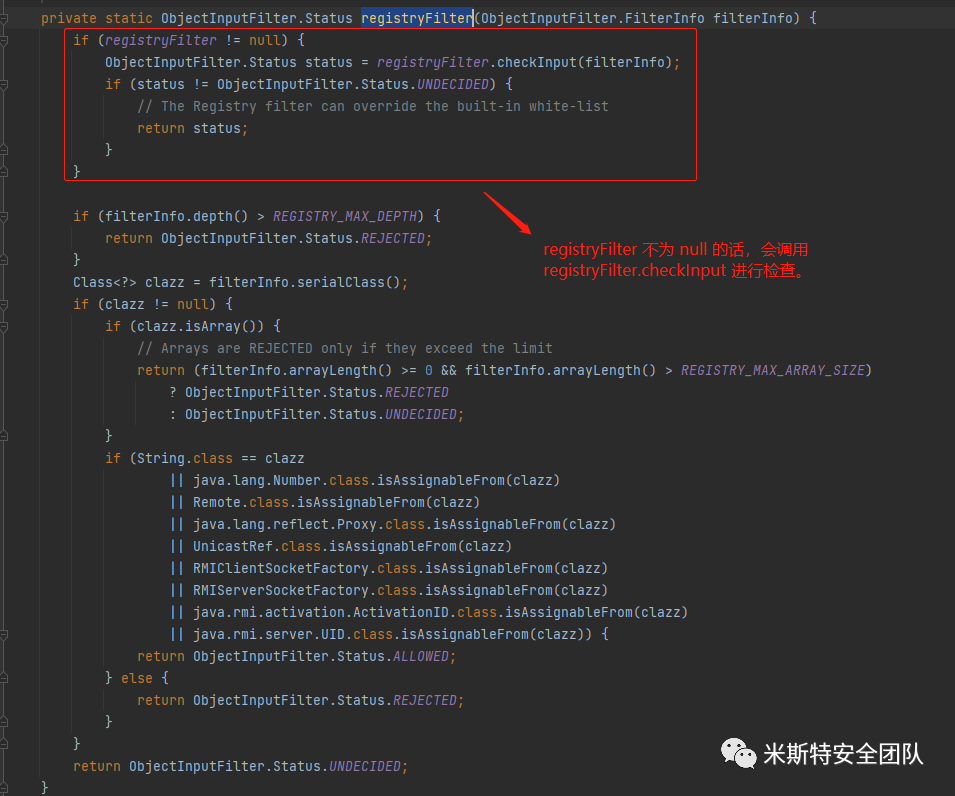 private static ObjectInputFilter.Status registryFilter(ObjectInputFilter.FilterInfo filterInfo) {
if (registryFilter != null) {
ObjectInputFilter.Status status = registryFilter.checkInput(filterInfo);
if (status != ObjectInputFilter.Status.UNDECIDED) {
// The Registry filter can override the built-in white-list
return status;
}
}
registryFilter 不为 null 的话，会调用
registryFilter.checkInput 进行检查。
if (filterInfo.depth() > REGISTRY_MAX_DEPTH) {
return ObjectInputFilter.Status.REJECTED;
}
Class<?> clazz = filterInfo.serialClass();
if (clazz != null) {
if (clazz.isArray()) {
// Arrays are REJECTED only if they exceed the limit
return (filterInfo.arrayLength() >= 0 && filterInfo.arrayLength() > REGISTRY_MAX_ARRAY_SIZE)
? ObjectInputFilter.Status.REJECTED
: ObjectInputFilter.Status.UNDECIDED;
}
if (String.class == clazz
|| java.lang.Number.class.isAssignableFrom(clazz)
|| Remote.class.isAssignableFrom(clazz)
|| java.lang.reflect.Proxy.class.isAssignableFrom(clazz)
|| UnicastRef.class.isAssignableFrom(clazz)
|| RMIClientSocketFactory.class.isAssignableFrom(clazz)
|| RMIServerSocketFactory.class.isAssignableFrom(clazz)
|| java.rmi.activation.ActivationID.class.isAssignableFrom(clazz)
|| java.rmi.server.UID.class.isAssignableFrom(clazz)) {
return ObjectInputFilter.Status.ALLOWED;
} else {
return ObjectInputFilter.Status.REJECTED;
}
}
return ObjectInputFilter.Status.UNDECIDED;
}
米斯特安全团队